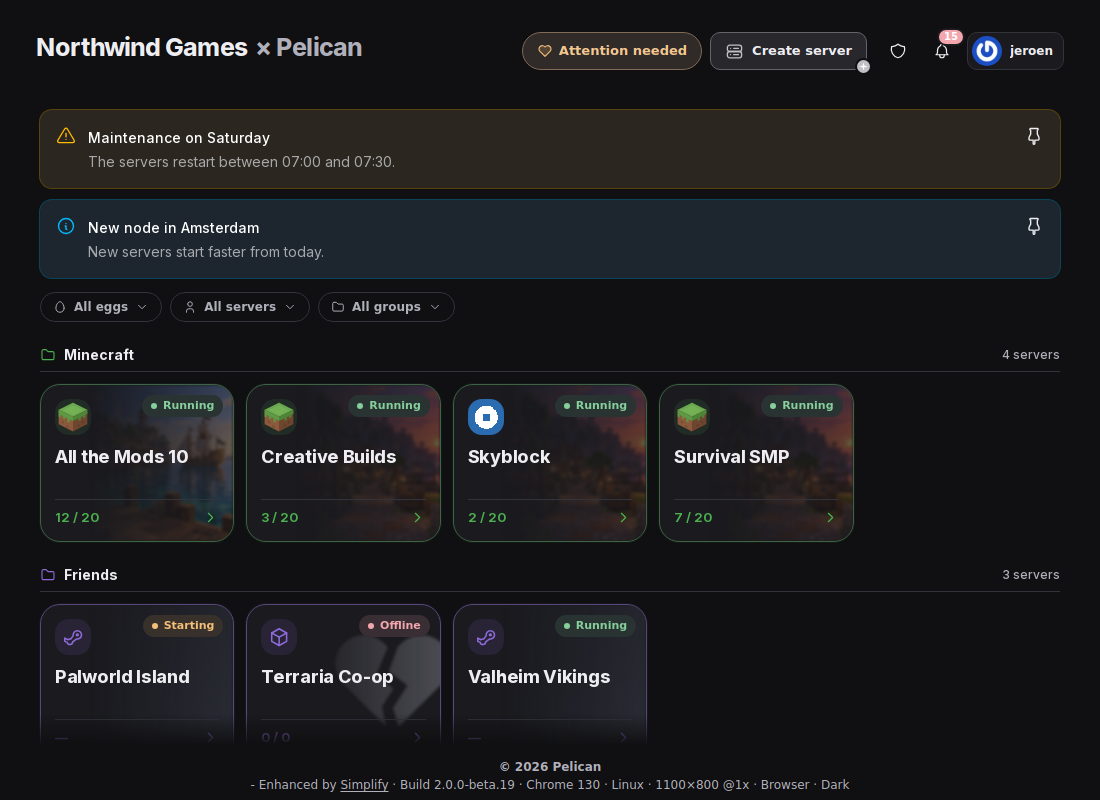 Northwind Games × Pelican
Attention needed
Create server
15
jeroen
Maintenance on Saturday
The servers restart between 07:00 and 07:30.
New node in Amsterdam
New servers start faster from today.
All eggs
All servers
All groups
Minecraft
4 servers
Running
All the Mods 10
12 / 20
Running
Creative Builds
3 / 20
Running
Skyblock
2 / 20
Running
Survival SMP
7 / 20
Friends
3 servers
Starting
Palworld Island
—
Offline
Terraria Co-op
0 / 0
Running
Valheim Vikings
—
© 2026 Pelican
- Enhanced by Simplify · Build 2.0.0-beta.19 · Chrome 130 · Linux · 1100×800 @1x · Browser · Dark